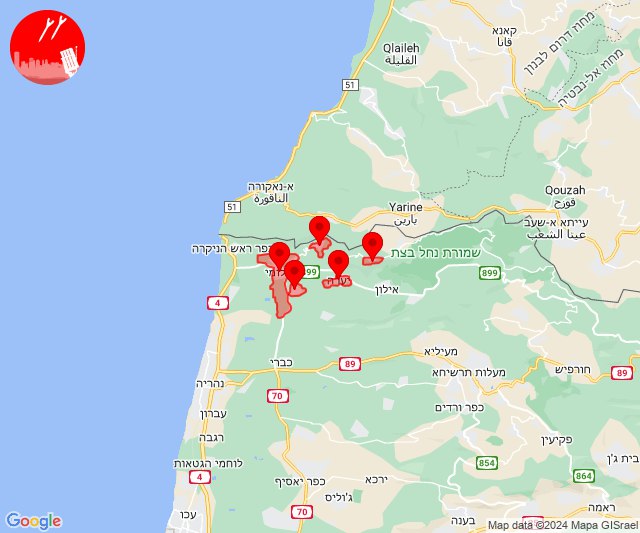 קאנא
قانا
מחוז דרום לבנון
מחוז אל-נבטיה
Qlaileh
القليلة
51
א-נאקורה
الناقورة
51
Yarine
يارين
Qouzah
قوزح
עייתא א-שעב
عيتا الشعب
כפר ראש הניקרה
שמורת נחל בצת
899
899
אילון
4
כברי
89
מעיליא
חורפיש
89
נהריה
מעלות תרשיחא
70
כפר ורדים
עברון
רגבה
פקיעין
לוחמי הגטאות
854
בית ג'ן
4
ירכא
864
כפר יאסיף
ג'וליס
ראמה
עכו
70
בענה
Google
Map data ©2024 Mapa GISrael